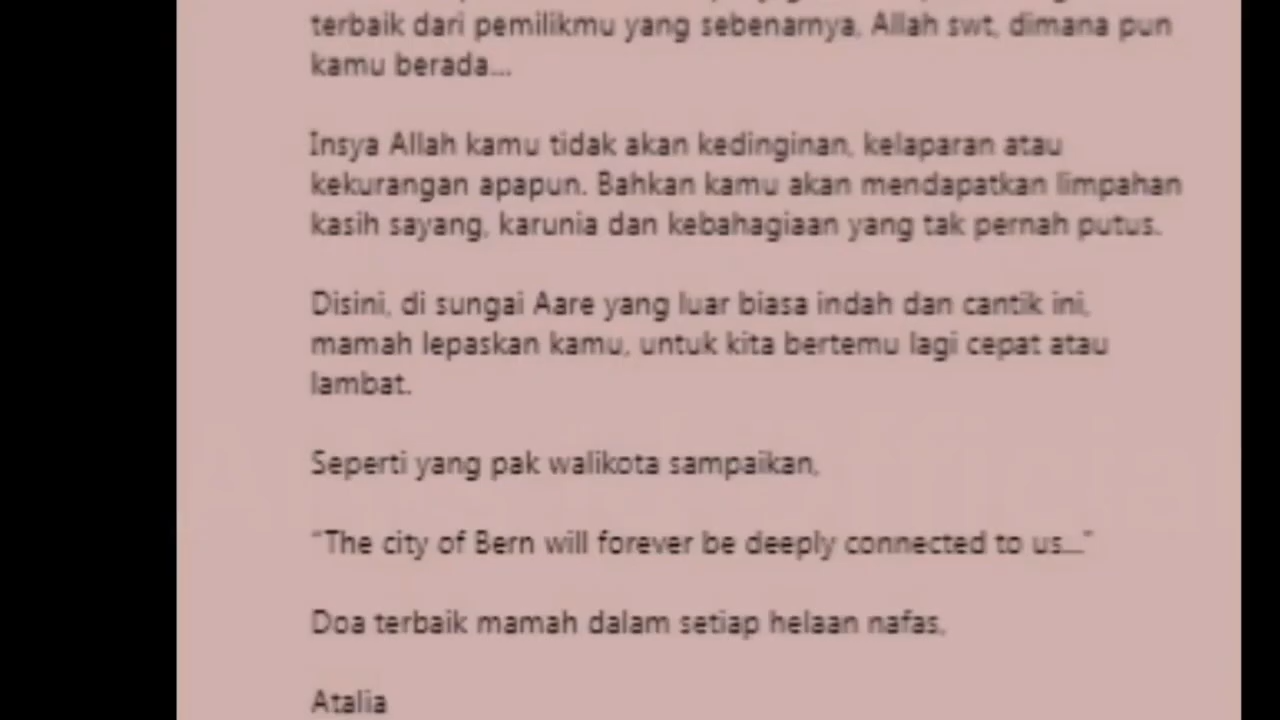 terbaik dari pemilikmu yang sebenarnya, Allah swt, dimana pun
kamu berada...
Insya Allah kamu tidak akan kedinginan, kelaparan atau
kekurangan apapun. Bahkan kamu akan mendapatkan limpahan
kasih sayang, karunia dan kebahagiaan yang tak pernah putus.
Disini, di sungai Aare yang luar biasa indah dan cantik ini,
mamah lepaskan kamu, untuk kita bertemu lagi cepat atau
lambat.
Seperti yang pak walikota sampaikan,
"The city of Bern will forever be deeply connected to us..."
Doa terbaik mamah dalam setiap helaan nafas,
Atalia